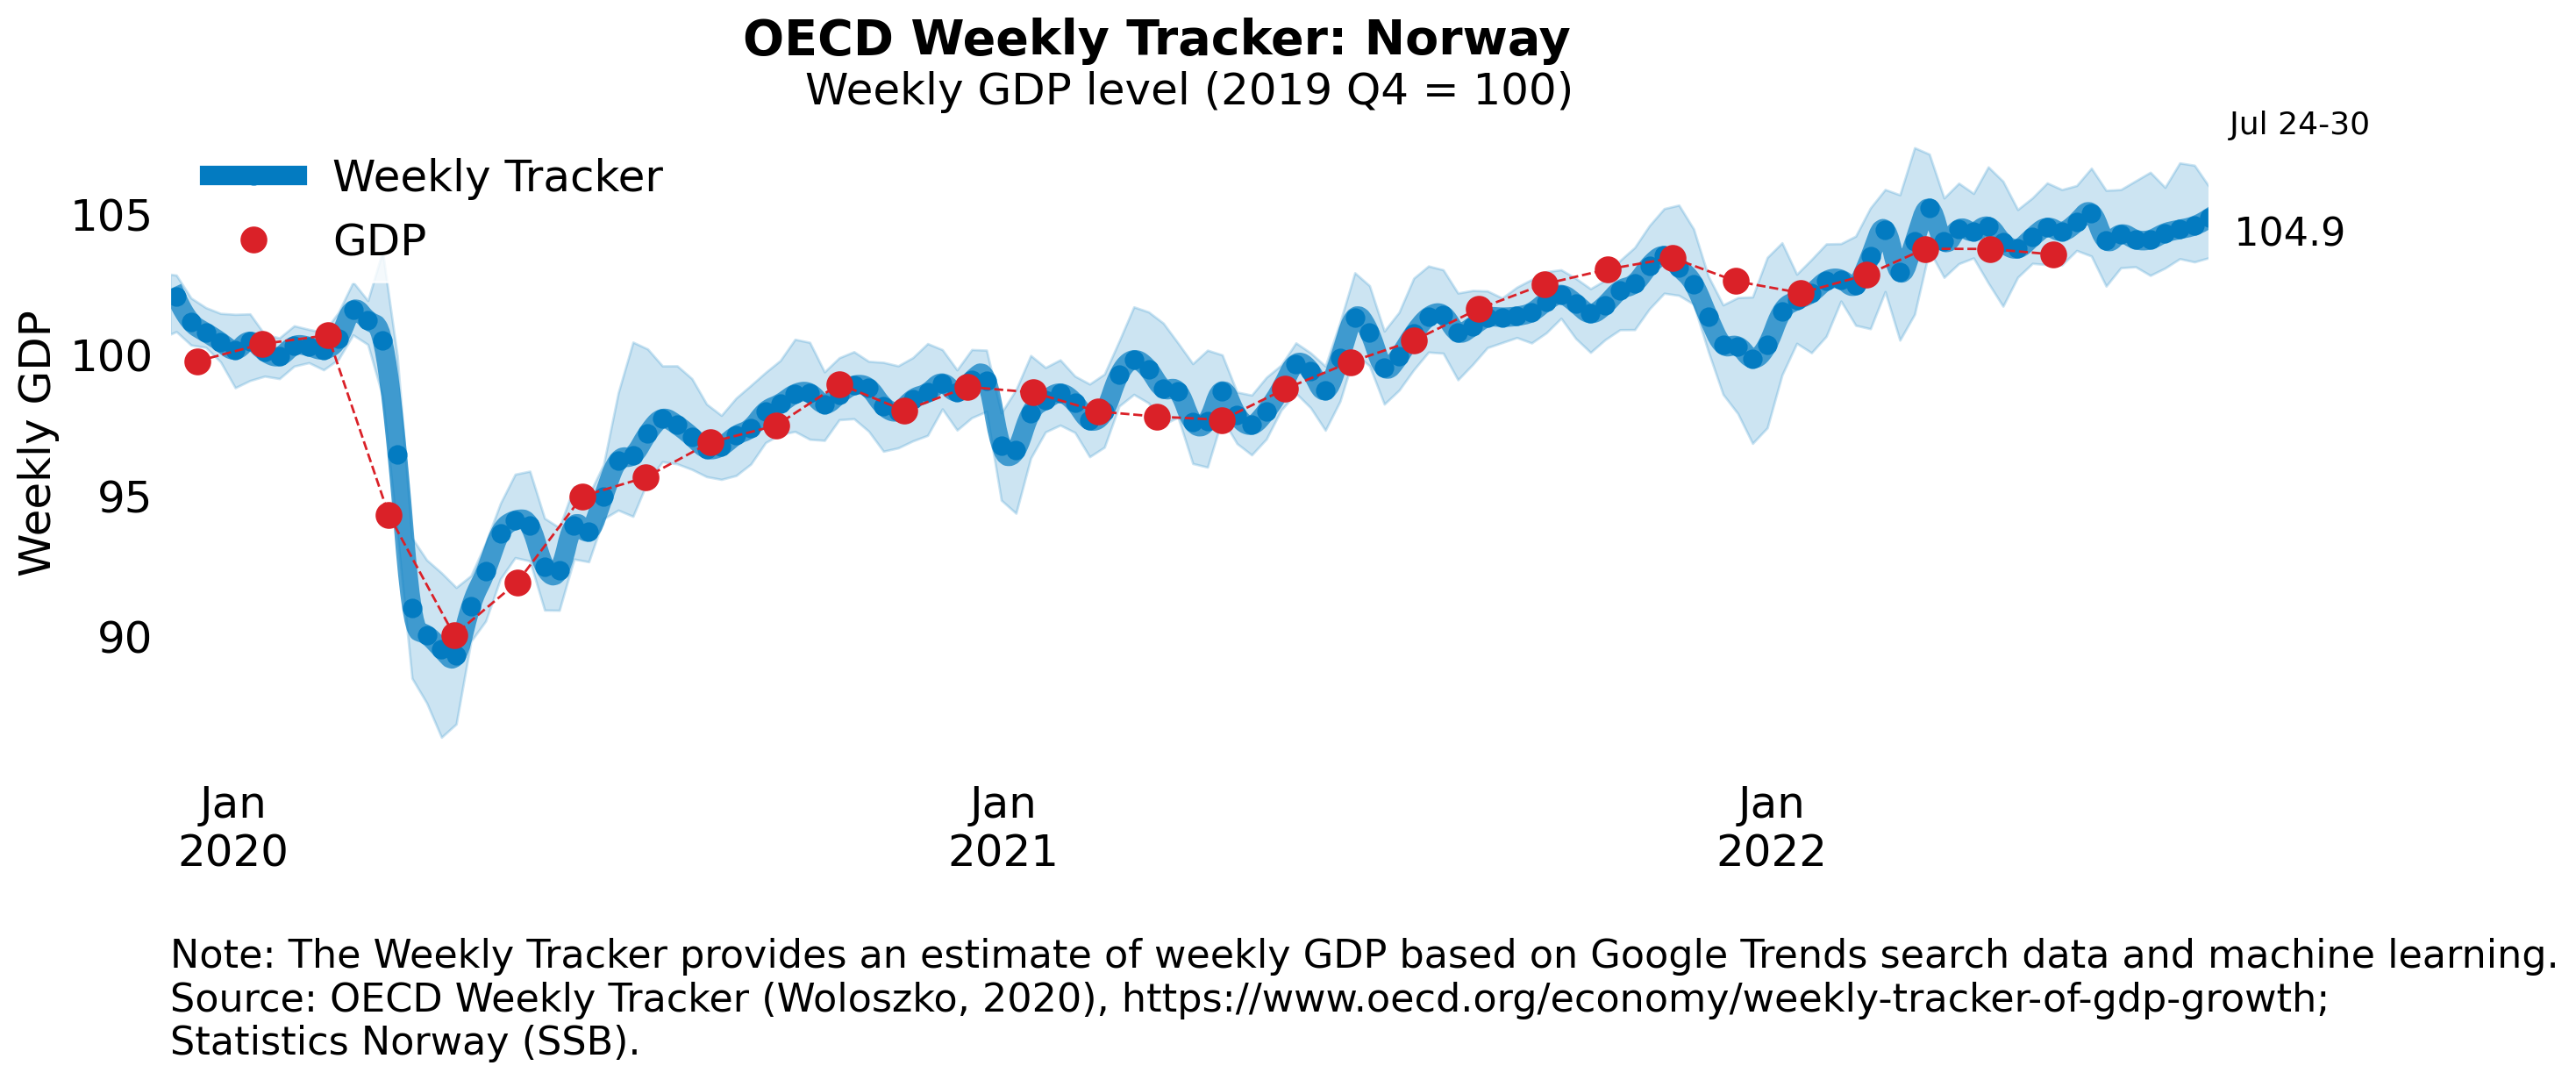 OECD Weekly Tracker: Norway
Weekly GDP level (2019 Q4 = 100)
Jul 24-30
Weekly Tracker
GDP
105
100
95
90
Weekly GDP
104.9
Jan
2020
Jan
2021
Jan
2022
Note: The Weekly Tracker provides an estimate of weekly GDP based on Google Trends search data and machine learning.
Source: OECD Weekly Tracker (Woloszko, 2020), https://www.oecd.org/economy/weekly-tracker-of-gdp-growth;
Statistics Norway (SSB).